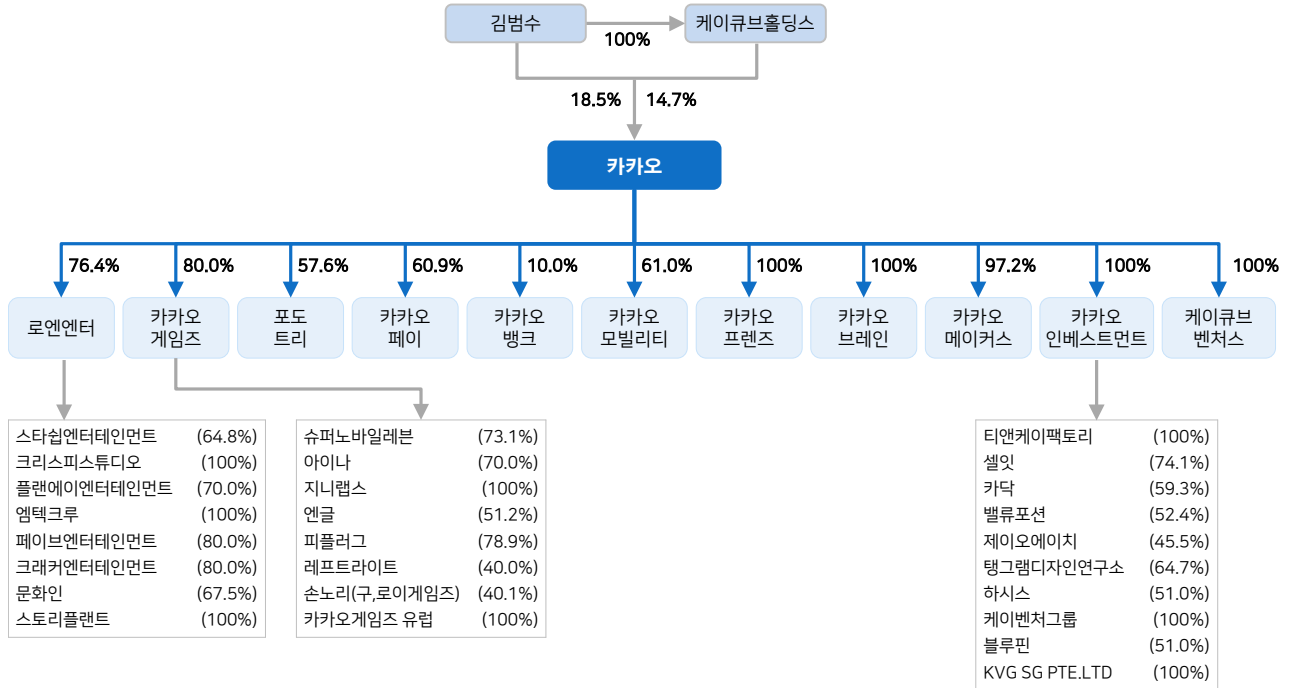 김범수
케이큐브홀딩스
100%
18.5%
14.7%
카카오
76.4%
80.0%
57.6%
60.9%
10.0%
61.0%
100%
100%
97.2%
100%
100%
로엔엔터
카카오
게임즈
포도
트리
카카오
페이
카카오
뱅크
카카오
모빌리티
카카오
프렌즈
카카오
브레인
카카오
메이커스
카카오
인베스트먼트
케이큐브
벤처스
스타쉽엔터테인먼트 (64.8%)
크리스피스튜디오 (100%)
플랜에이엔터테인먼트 (70.0%)
엠텍크루 (100%)
페이브엔터테인먼트 (80.0%)
크래커엔터테인먼트 (80.0%)
문화인 (67.5%)
스토리플랜트 (100%)
슈퍼노바일레븐 (73.1%)
아이나 (70.0%)
지니랩스 (100%)
엔글 (51.2%)
피플러그 (78.9%)
레프트라이트 (40.0%)
손노리(구,로이게임즈) (40.1%)
카카오게임즈 유럽 (100%)
티앤케이팩토리 (100%)
셀잇 (74.1%)
카닥 (59.3%)
밸류포션 (52.4%)
제이오에이치 (45.5%)
탱그램디자인연구소 (64.7%)
하시스 (51.0%)
케이벤처그룹 (100%)
블루핀 (51.0%)
KVG SG PTE.LTD (100%)